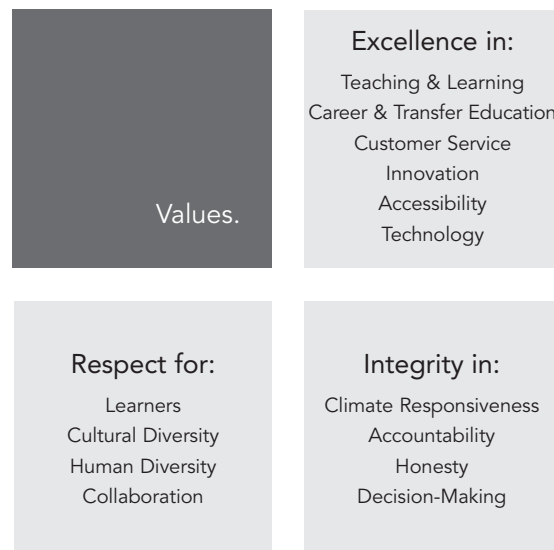 Values.
Excellence in:
Teaching & Learning
Career & Transfer Education
Customer Service
Innovation
Accessibility
Technology
Respect for:
Learners
Cultural Diversity
Human Diversity
Collaboration
Integrity in:
Climate Responsiveness
Accountability
Honesty
Decision-Making